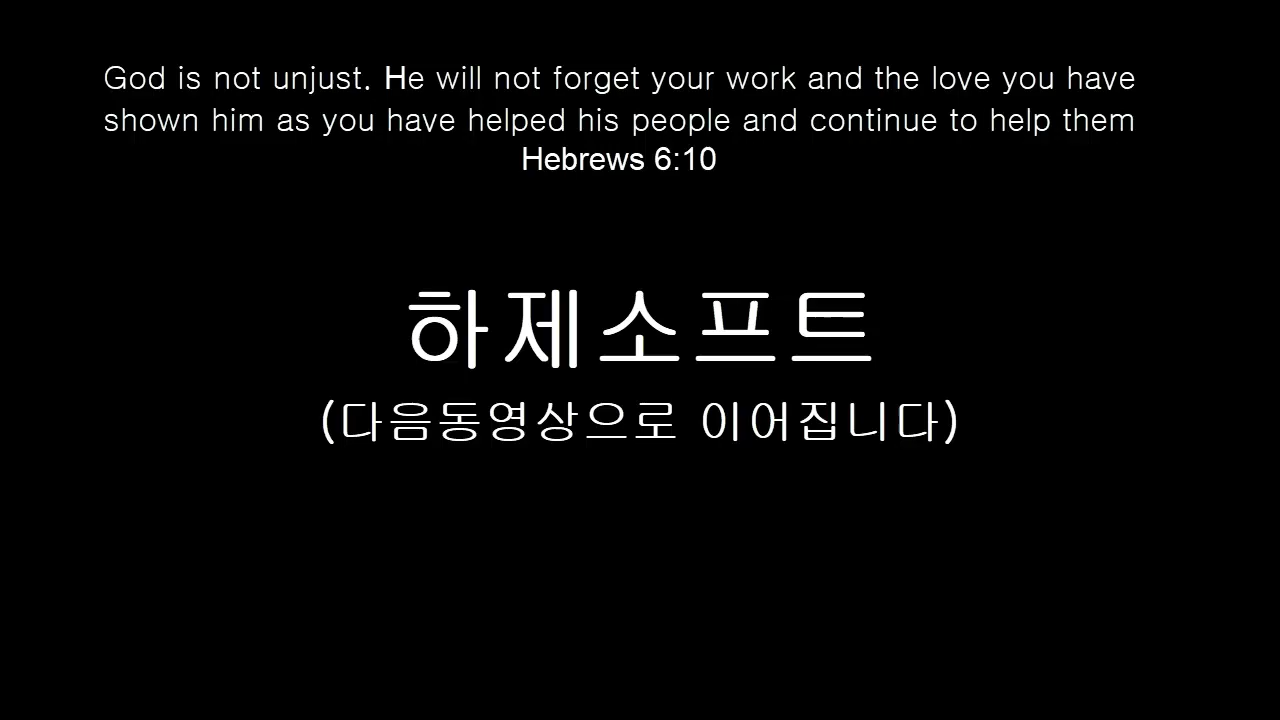 God is not unjust. He will not forget your work and the love you have
shown him as you have helped his people and continue to help them
Hebrews 6:10
하제소프트
(다음동영상으로 이어집니다)